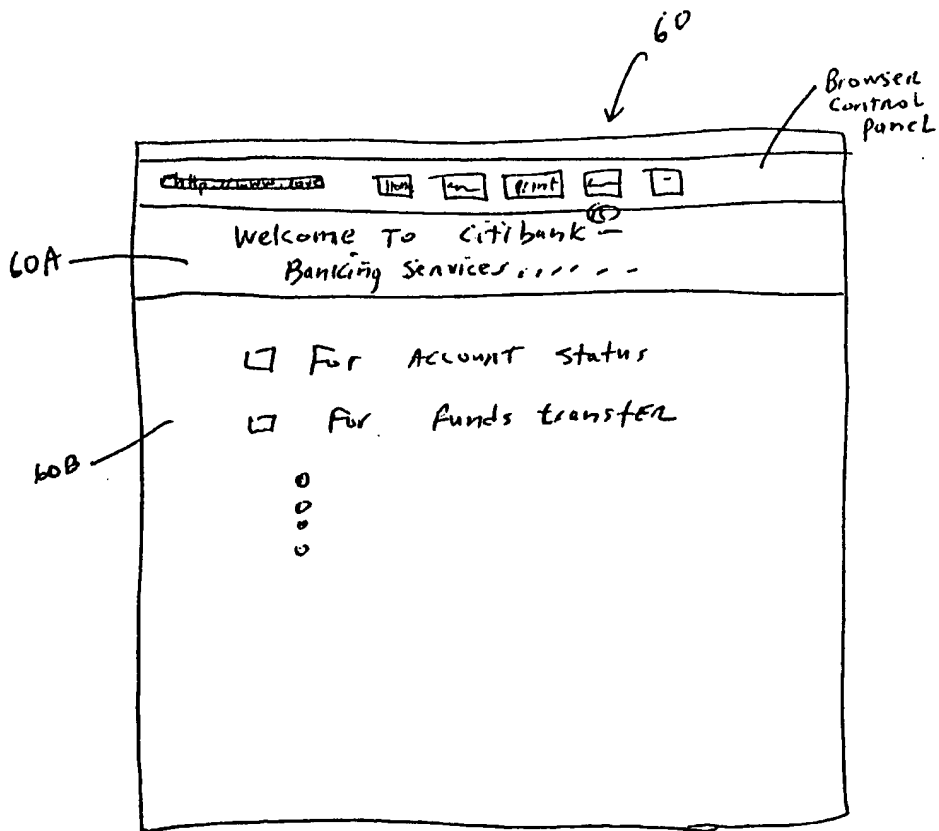 60
Browser
control
panel
print
Welcome To Citibank
Banking Services.....
60A
For Account Status
For funds transfer
60B